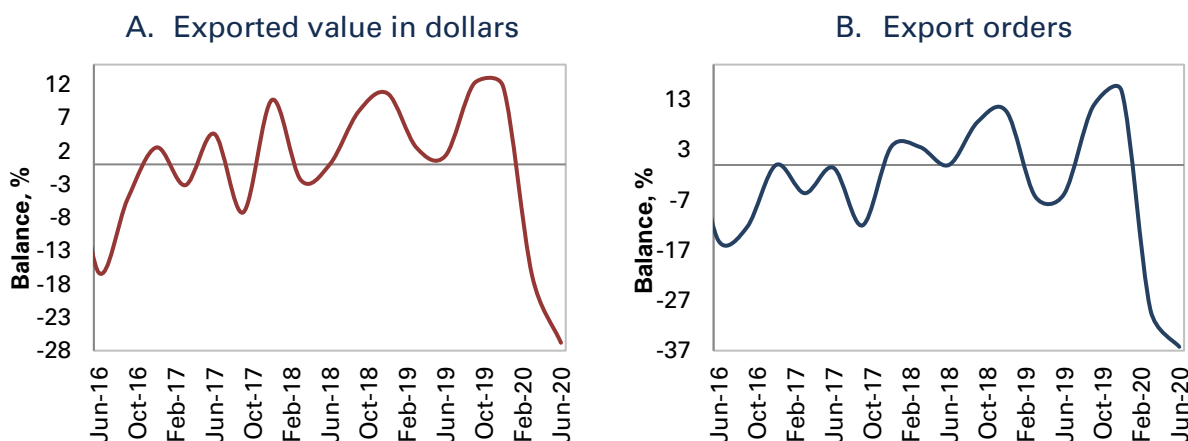 A. Exported value in dollars
Balance, %
12
7
2
-3
-8
-13
-18
-23
-28
Jun-16
Oct-16
Feb-17
Jun-17
Oct-17
Feb-18
Jun-18
Oct-18
Feb-19
Jun-19
Oct-19
Feb-20
Jun-20
B. Export orders
Balance, %
13
3
-7
-17
-27
-37
Jun-16
Oct-16
Feb-17
Jun-17
Oct-17
Feb-18
Jun-18
Oct-18
Feb-19
Jun-19
Oct-19
Feb-20
Jun-20